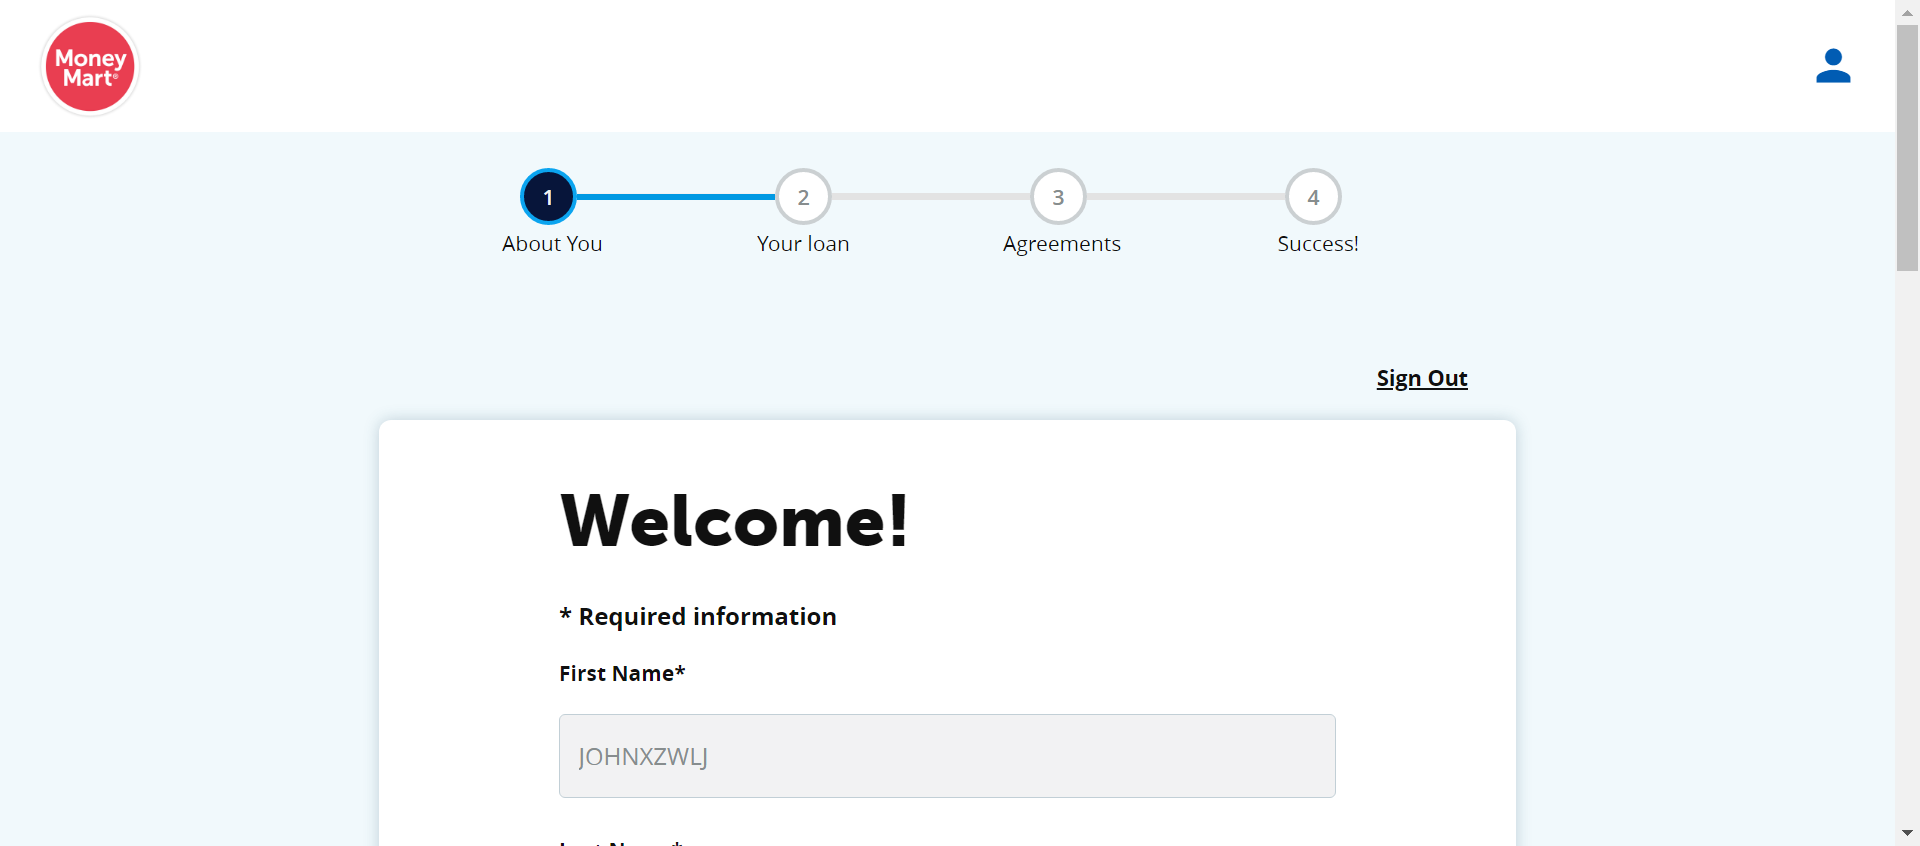 Money
Mart®
1
2
3
4
About You
Your loan
Agreements
Success!
Sign Out
Welcome!
* Required information
First Name*
JOHNXZWLJ